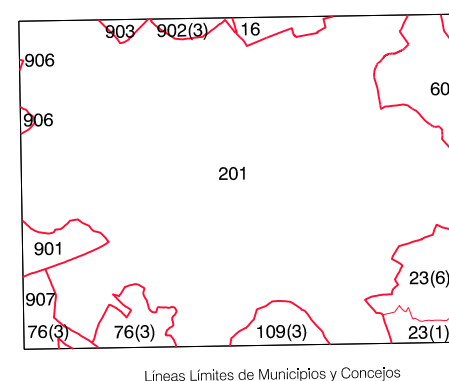 903 902(3) 16
906
60
906
201
901
23(6)
907
76(3) 76(3) 109(3) 23(1)
Líneas Límites de Municipios y Concejos